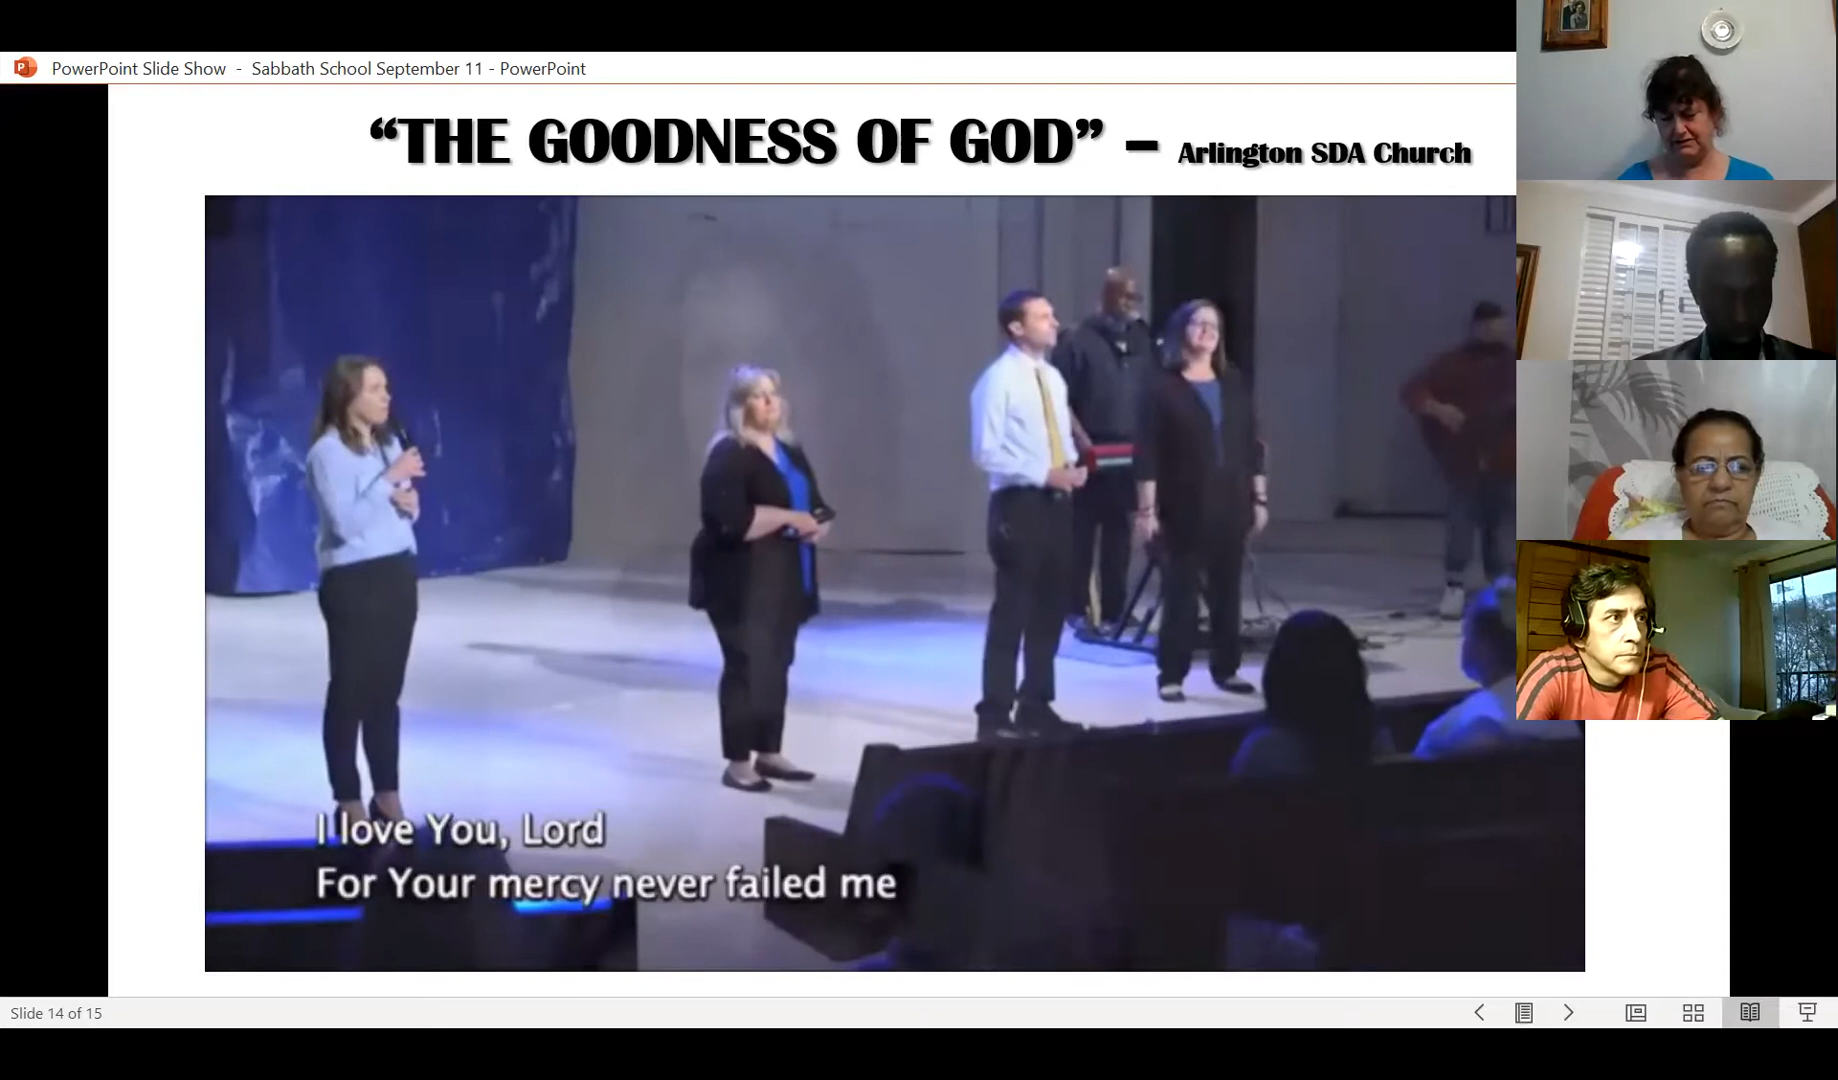 PowerPoint Slide Show - Sabbath School September 11 - PowerPoint
“THE GOODNESS OF GOD” – Arlington SDA Church
I love You, Lord
For Your mercy never failed me
Slide 14 of 15